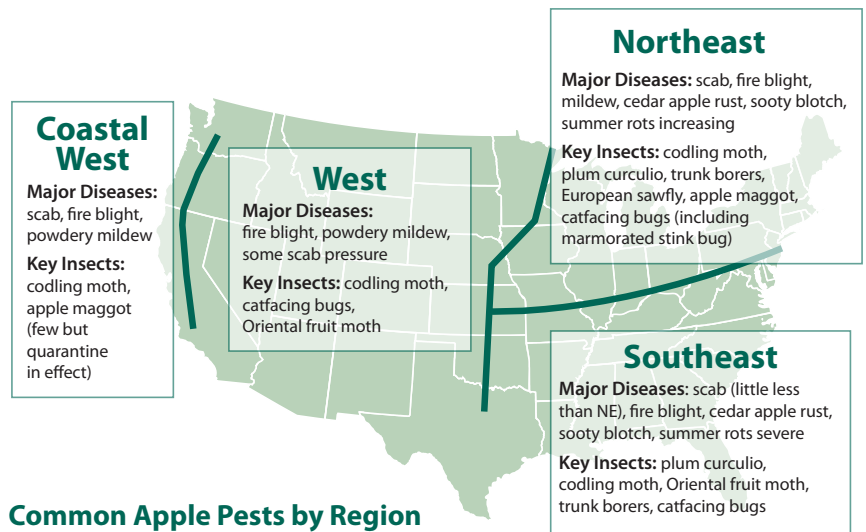 Coastal
West
Major Diseases:
scab, fire blight,
powdery mildew
Key Insects:
codling moth,
apple maggot
(few but
quarantine
in effect)
West
Major Diseases:
fire blight, powdery mildew,
some scab pressure
Key Insects: codling moth,
catfacing bugs,
Oriental fruit moth
Northeast
Major Diseases: scab, fire blight,
mildew, cedar apple rust, sooty blotch,
summer rots increasing
Key Insects: codling moth,
plum curculio, trunk borers,
European sawfly, apple maggot,
catfacing bugs (including
marmorated stink bug)
Southeast
Major Diseases: scab (little less
than NE), fire blight, cedar apple rust,
sooty blotch, summer rots severe
Key Insects: plum curculio,
codling moth, Oriental fruit moth,
trunk borers, catfacing bugs
Common Apple Pests by Region